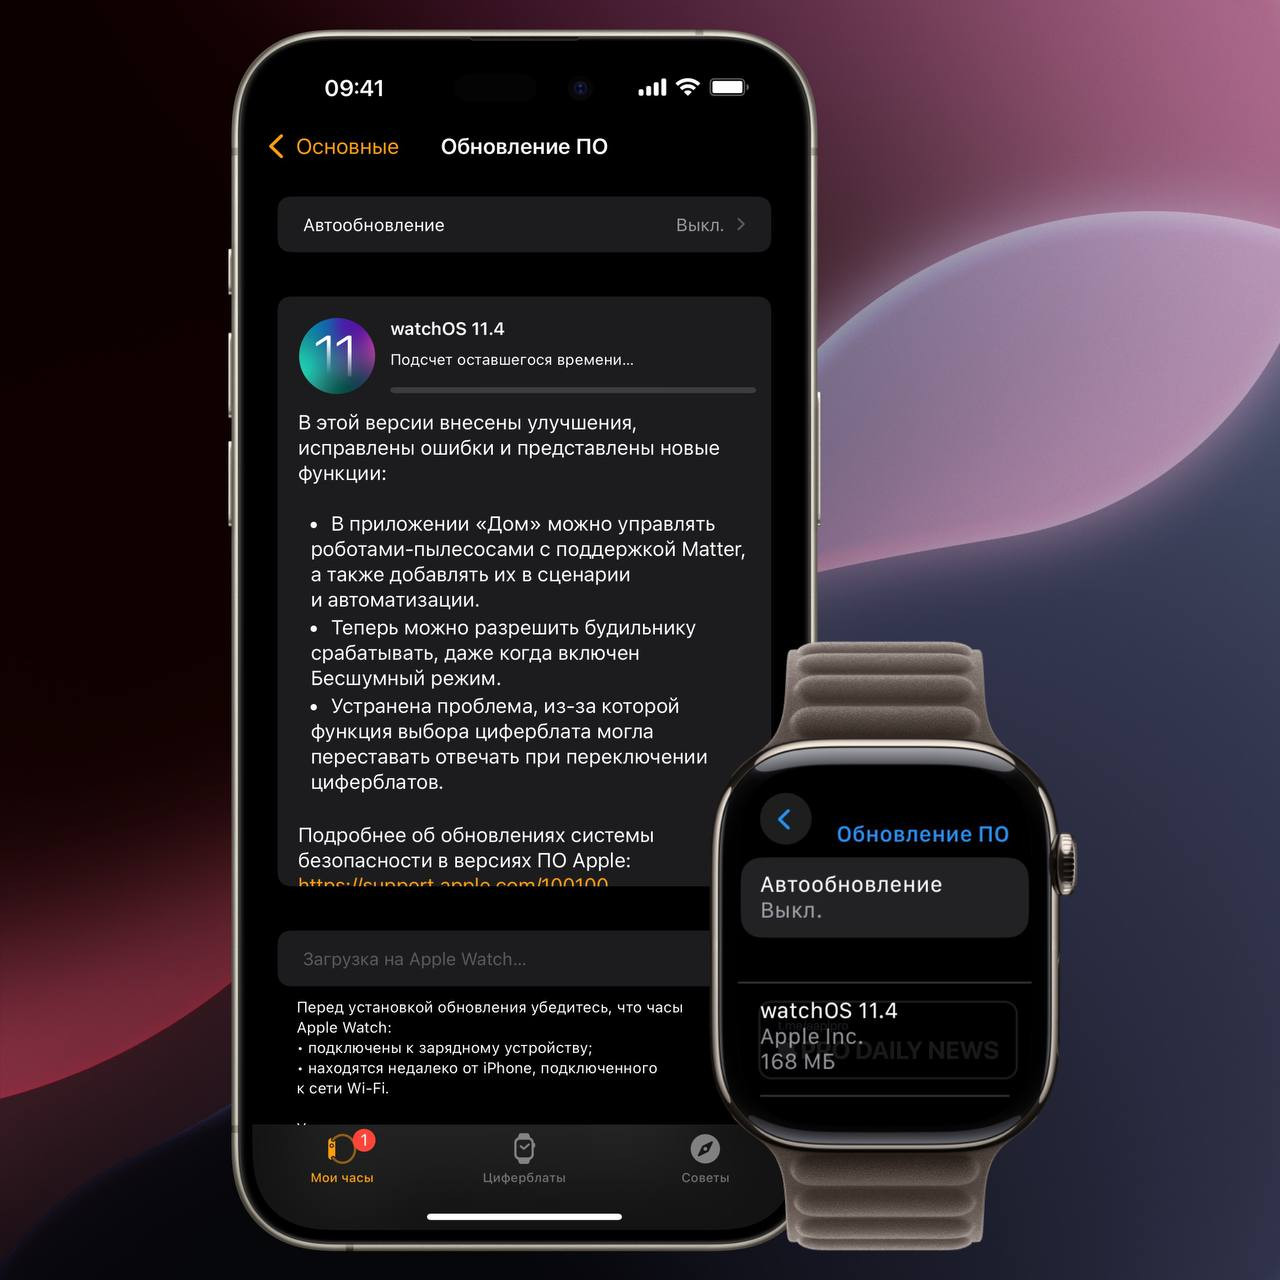 09:41
Основные
Обновление ПО
Автообновление
Выкл.
11
watchOS 11.4
Подсчет оставшегося времени...
В этой версии внесены улучшения,
исправлены ошибки и представлены новые
функции:
• В приложении «Дом» можно управлять
роботами-пылесосами с поддержкой Matter,
а также добавлять их в сценарии
и автоматизации.
• Теперь можно разрешить будильнику
срабатывать, даже когда включен
Бесшумный режим.
• Устранена проблема, из-за которой
функция выбора циферблата могла
переставать отвечать при переключении
циферблатов.
Подробнее об обновлениях системы
безопасности в версиях ПО Apple:
https://support.apple.com/100100
Загрузка на Apple Watch...
Перед установкой обновления убедитесь, что часы
Apple Watch:
• подключены к зарядному устройству;
• находятся недалеко от iPhone, подключенного
к сети Wi-Fi.
1
Мои часы
Циферблаты
Советы
Обновление ПО
Автообновление
Выкл.
watchOS 11.4
Apple Inc.
168 МБ
DAILY NEWS